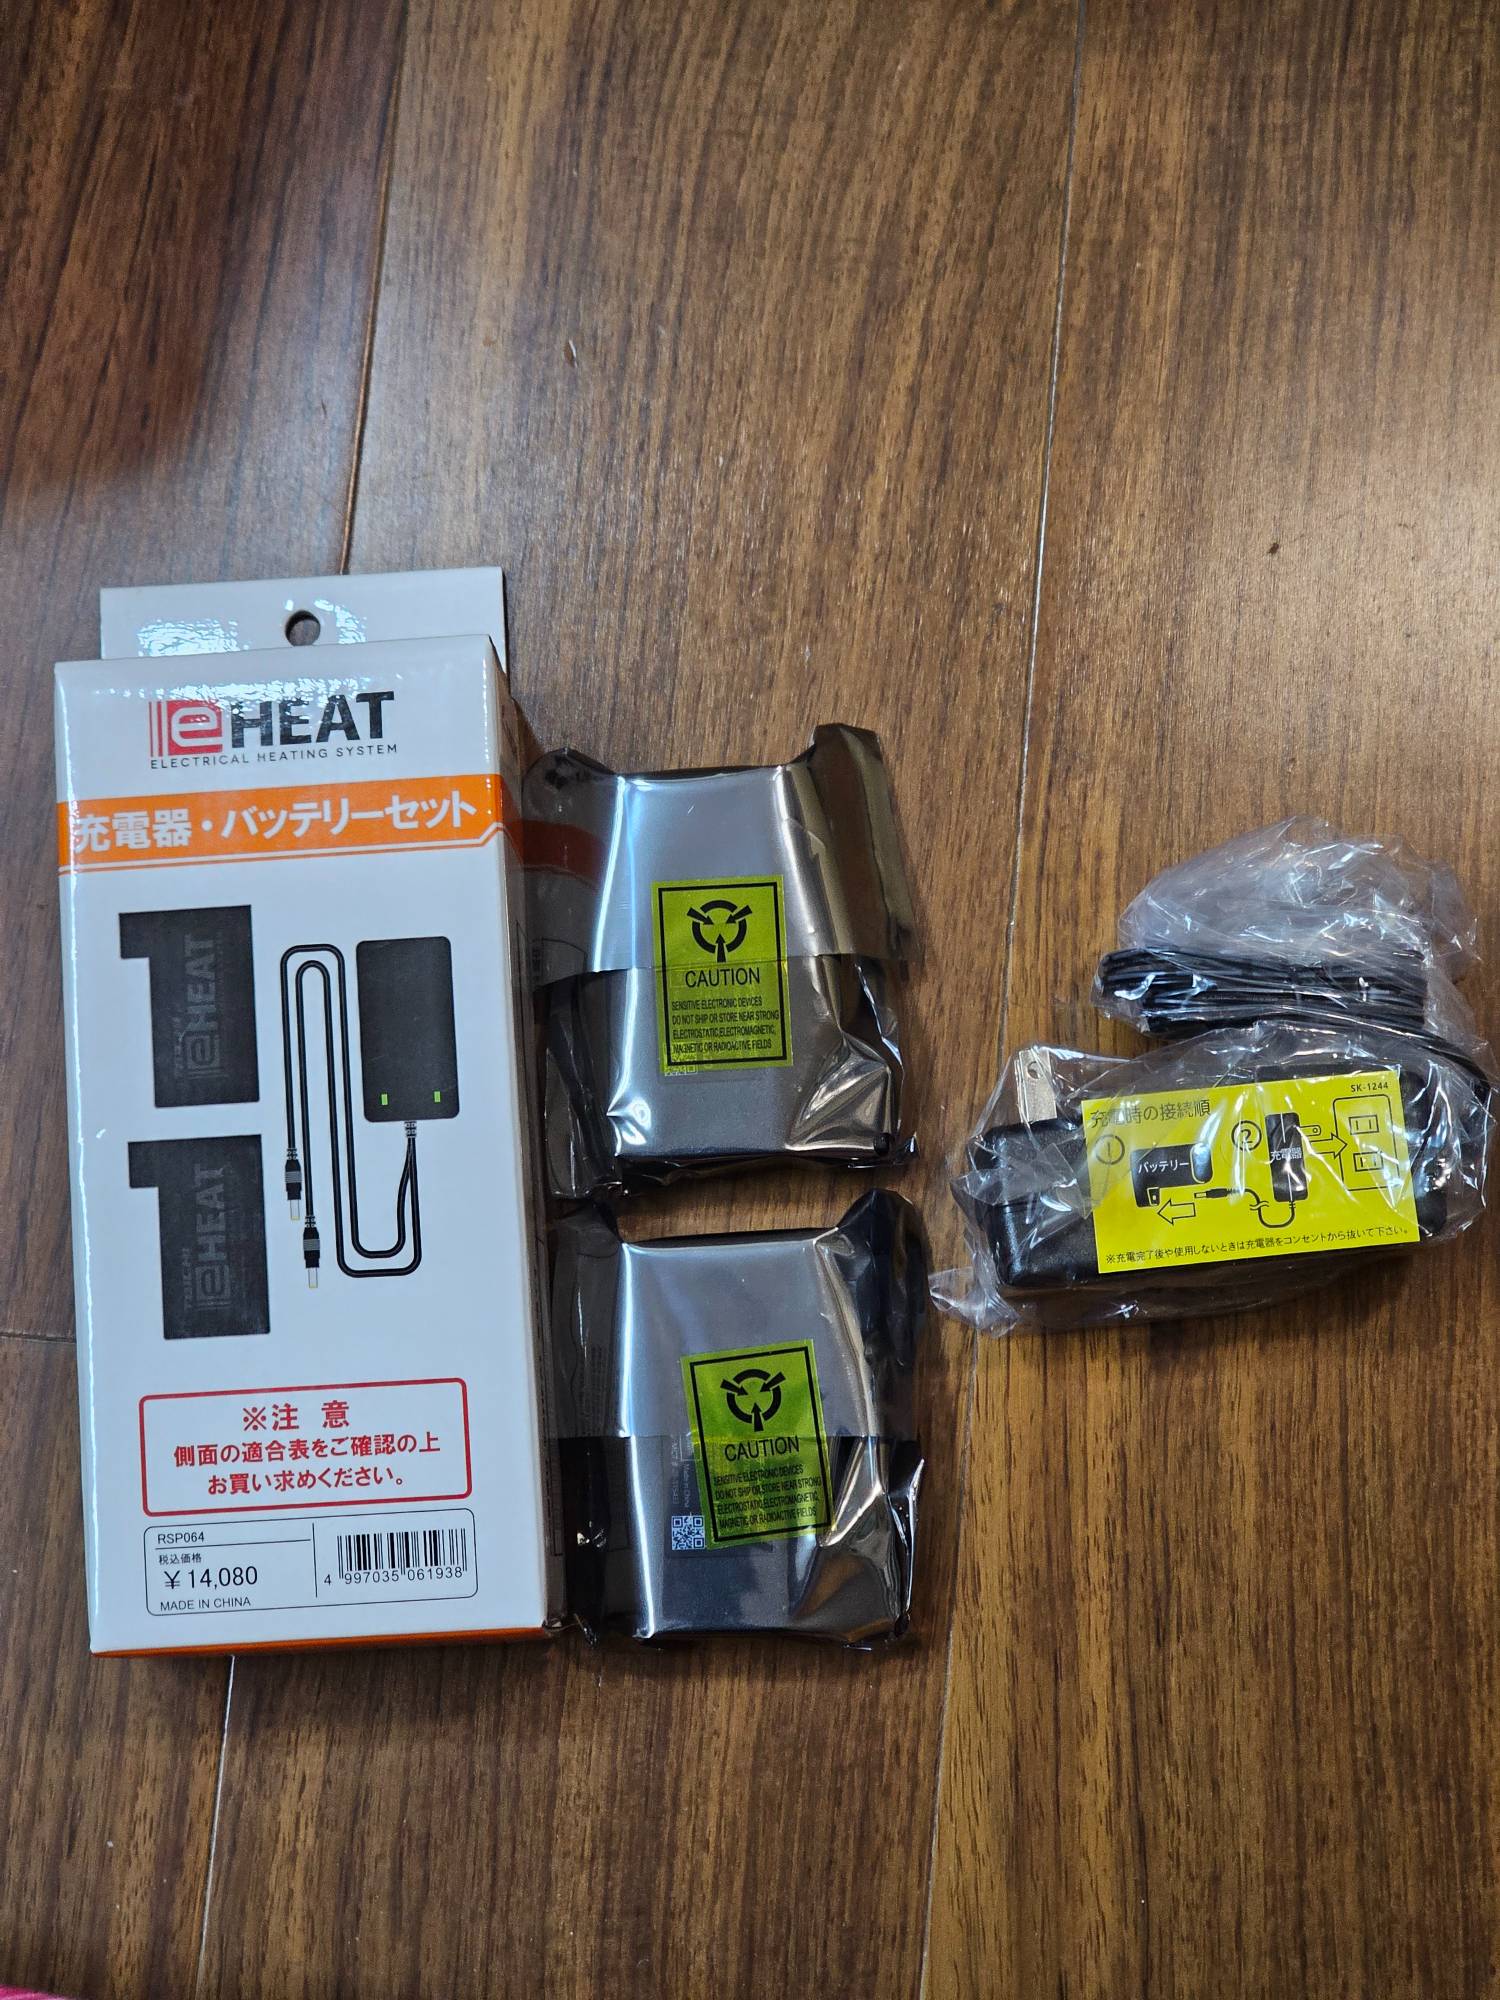 eHEAT
ELECTRICAL HEATING SYSTEM
充電器・バッテリーセット
eHEAT
TAICHI
eHEAT
※注 意
側面の適合表をご確認の上
お買い求めください。
RSP064
税込価格
¥14,080
MADE IN CHINA
4 997035 061938
CAUTION
SENSITIVE ELECTRONIC DEVICES
DO NOT SHIP OR STORE NEAR STRONG
ELECTROSTATIC, ELECTROMAGNETIC,
MAGNETIC OR RADIOACTIVE FIELDS
CAUTION
SENSITIVE ELECTRONIC DEVICES
DO NOT SHIP OR STORE NEAR STRONG
ELECTROSTATIC, ELECTROMAGNETIC,
MAGNETIC OR RADIOACTIVE FIELDS
Made in China
SK-1244
充電時の接続順
① バッテリー
② 充電器
※充電完了後や使用しないときは充電器をコンセントから抜いて下さい。